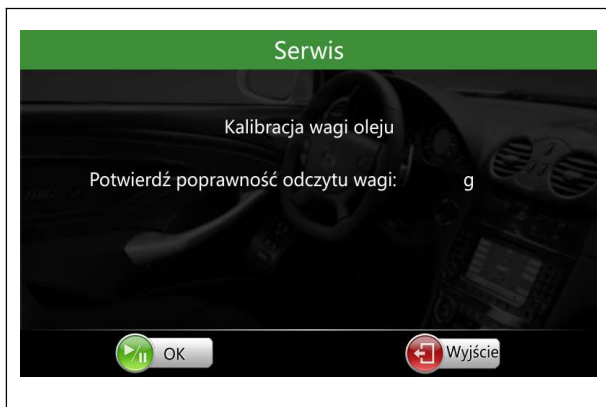 Serwis
Kalibracja wagi oleju
Potwierdź poprawność odczytu wagi: g
OK Wyjście